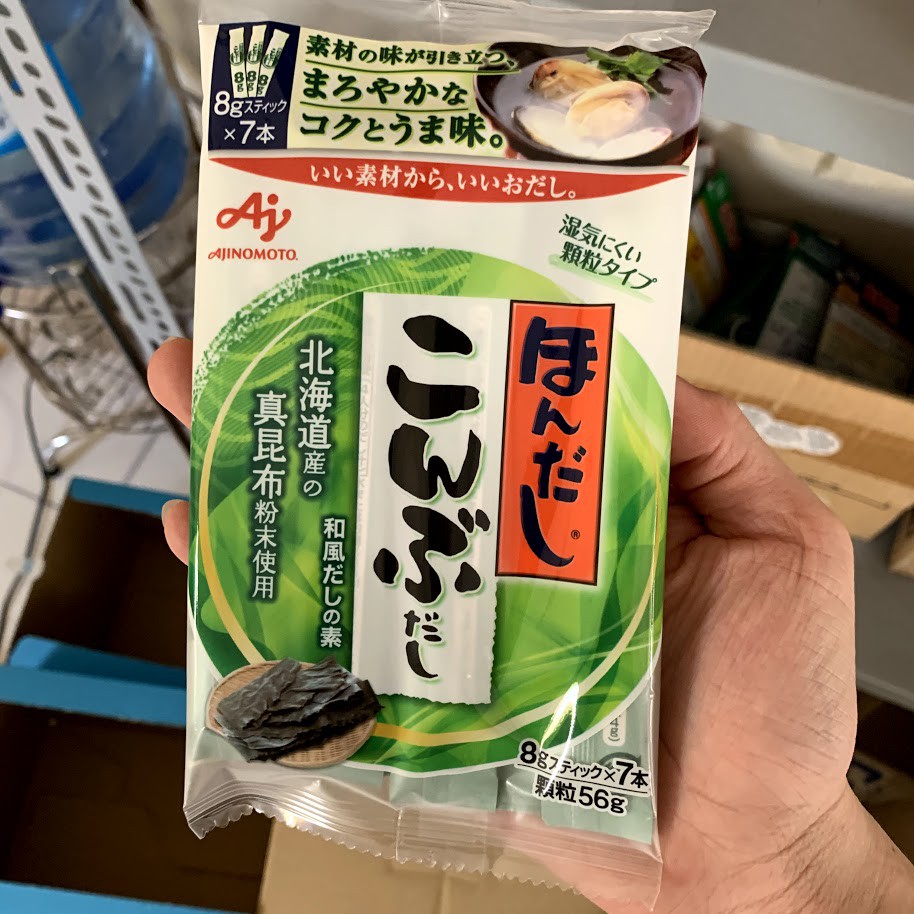 素材の味が引き立つ、
まろやかな
コクとうま味。
8gスティック
×7本
いい素材から、いいおだし。
Aj
AJINOMOTO®
湿気にくい
顆粒タイプ
ほんだし®
こんぶだし
北海道産の
真昆布粉末使用
和風だしの素
8gスティック×7本
顆粒56g